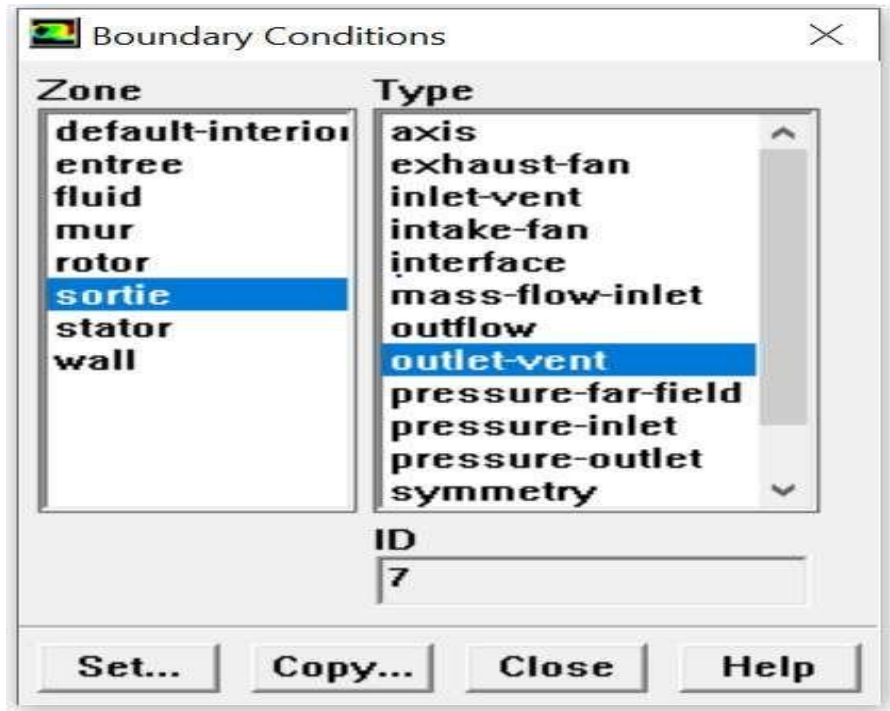 Boundary Conditions
Zone
default-interior
entree
fluid
mur
rotor
sortie
stator
wall
Type
axis
exhaust-fan
inlet-vent
intake-fan
interface
mass-flow-inlet
outflow
outlet-vent
pressure-far-field
pressure-inlet
pressure-outlet
symmetry
ID
7
Set... Copy... Close Help